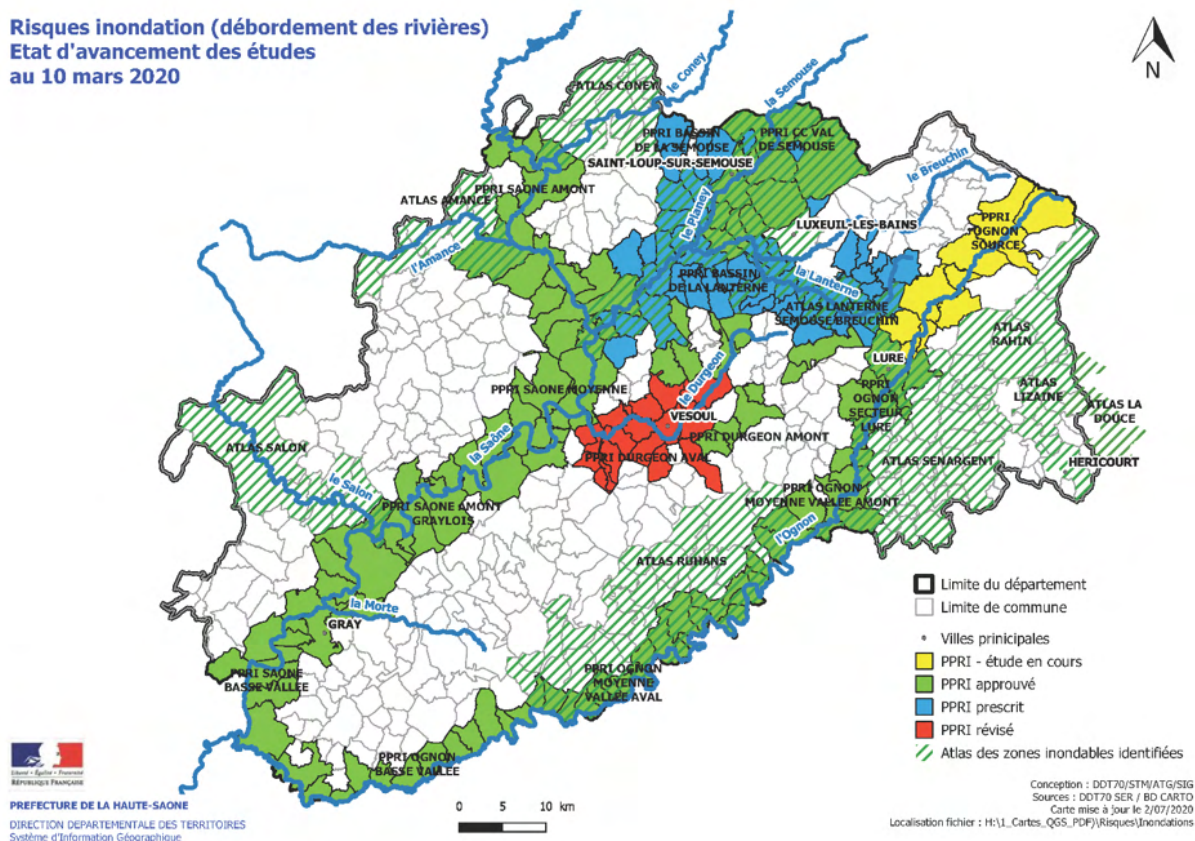 Risques inondation (débordement des rivières)
Etat d'avancement des études
au 10 mars 2020
N
ATLAS CONEY
le Coney
la Semouse
PPRI BASSIN
DE LA SEMOUSE
PPRI CC VAL
DE SEMOUSE
SAINT-LOUP-SUR-SEMOUSE
le Breuchin
PPRI SAONE AMONT
ATLAS AMANCE
le Planey
LUXEUIL-LES-BAINS
PPRI
OGNON
SOURCE
l'Amance
PPRI BASSIN
DE LA LANTERNE
la Lanterne
ATLAS LANTERNE
SEMOUSE BREUCHIN
ATLAS
RAHIN
LURE
PPRI SAONE MOYENNE
le Durgeon
PPRI
OGNON
SECTEUR
LURE
ATLAS
LIZAINE
ATLAS LA
DOUCE
VESOUL
PPRI DURGEON AMONT
ATLAS SALON
la Saône
PPRI DURGEON AVAL
ATLAS SENARGENT
HERICOURT
le Salon
PPRI SAONE AMONT
GRAYLOIS
PPRI OGNON
MOYENNE VALLEE AMONT
l'Ognon
ATLAS RUHANS
la Morte
GRAY
PPRI SAONE
BASSE VALLEE
PPRI OGNON
MOYENNE
VALLEE AVAL
PPRI OGNON
BASSE VALLEE
Limite du département
Limite de commune
Villes prinicipales
PPRI - étude en cours
PPRI approuvé
PPRI prescrit
PPRI révisé
Atlas des zones inondables identifiées
Liberté • Égalité • Fraternité
RÉPUBLIQUE FRANÇAISE
PREFECTURE DE LA HAUTE-SAONE
DIRECTION DEPARTEMENTALE DES TERRITOIRES
Système d'Information Géographique
0 5 10 km
Conception : DDT70/STM/ATG/SIG
Sources : DDT70 SER / BD CARTO
Carte mise à jour le 2/07/2020
Localisation fichier : H:\1_Cartes_QGS_PDF)\Risques\Inondations